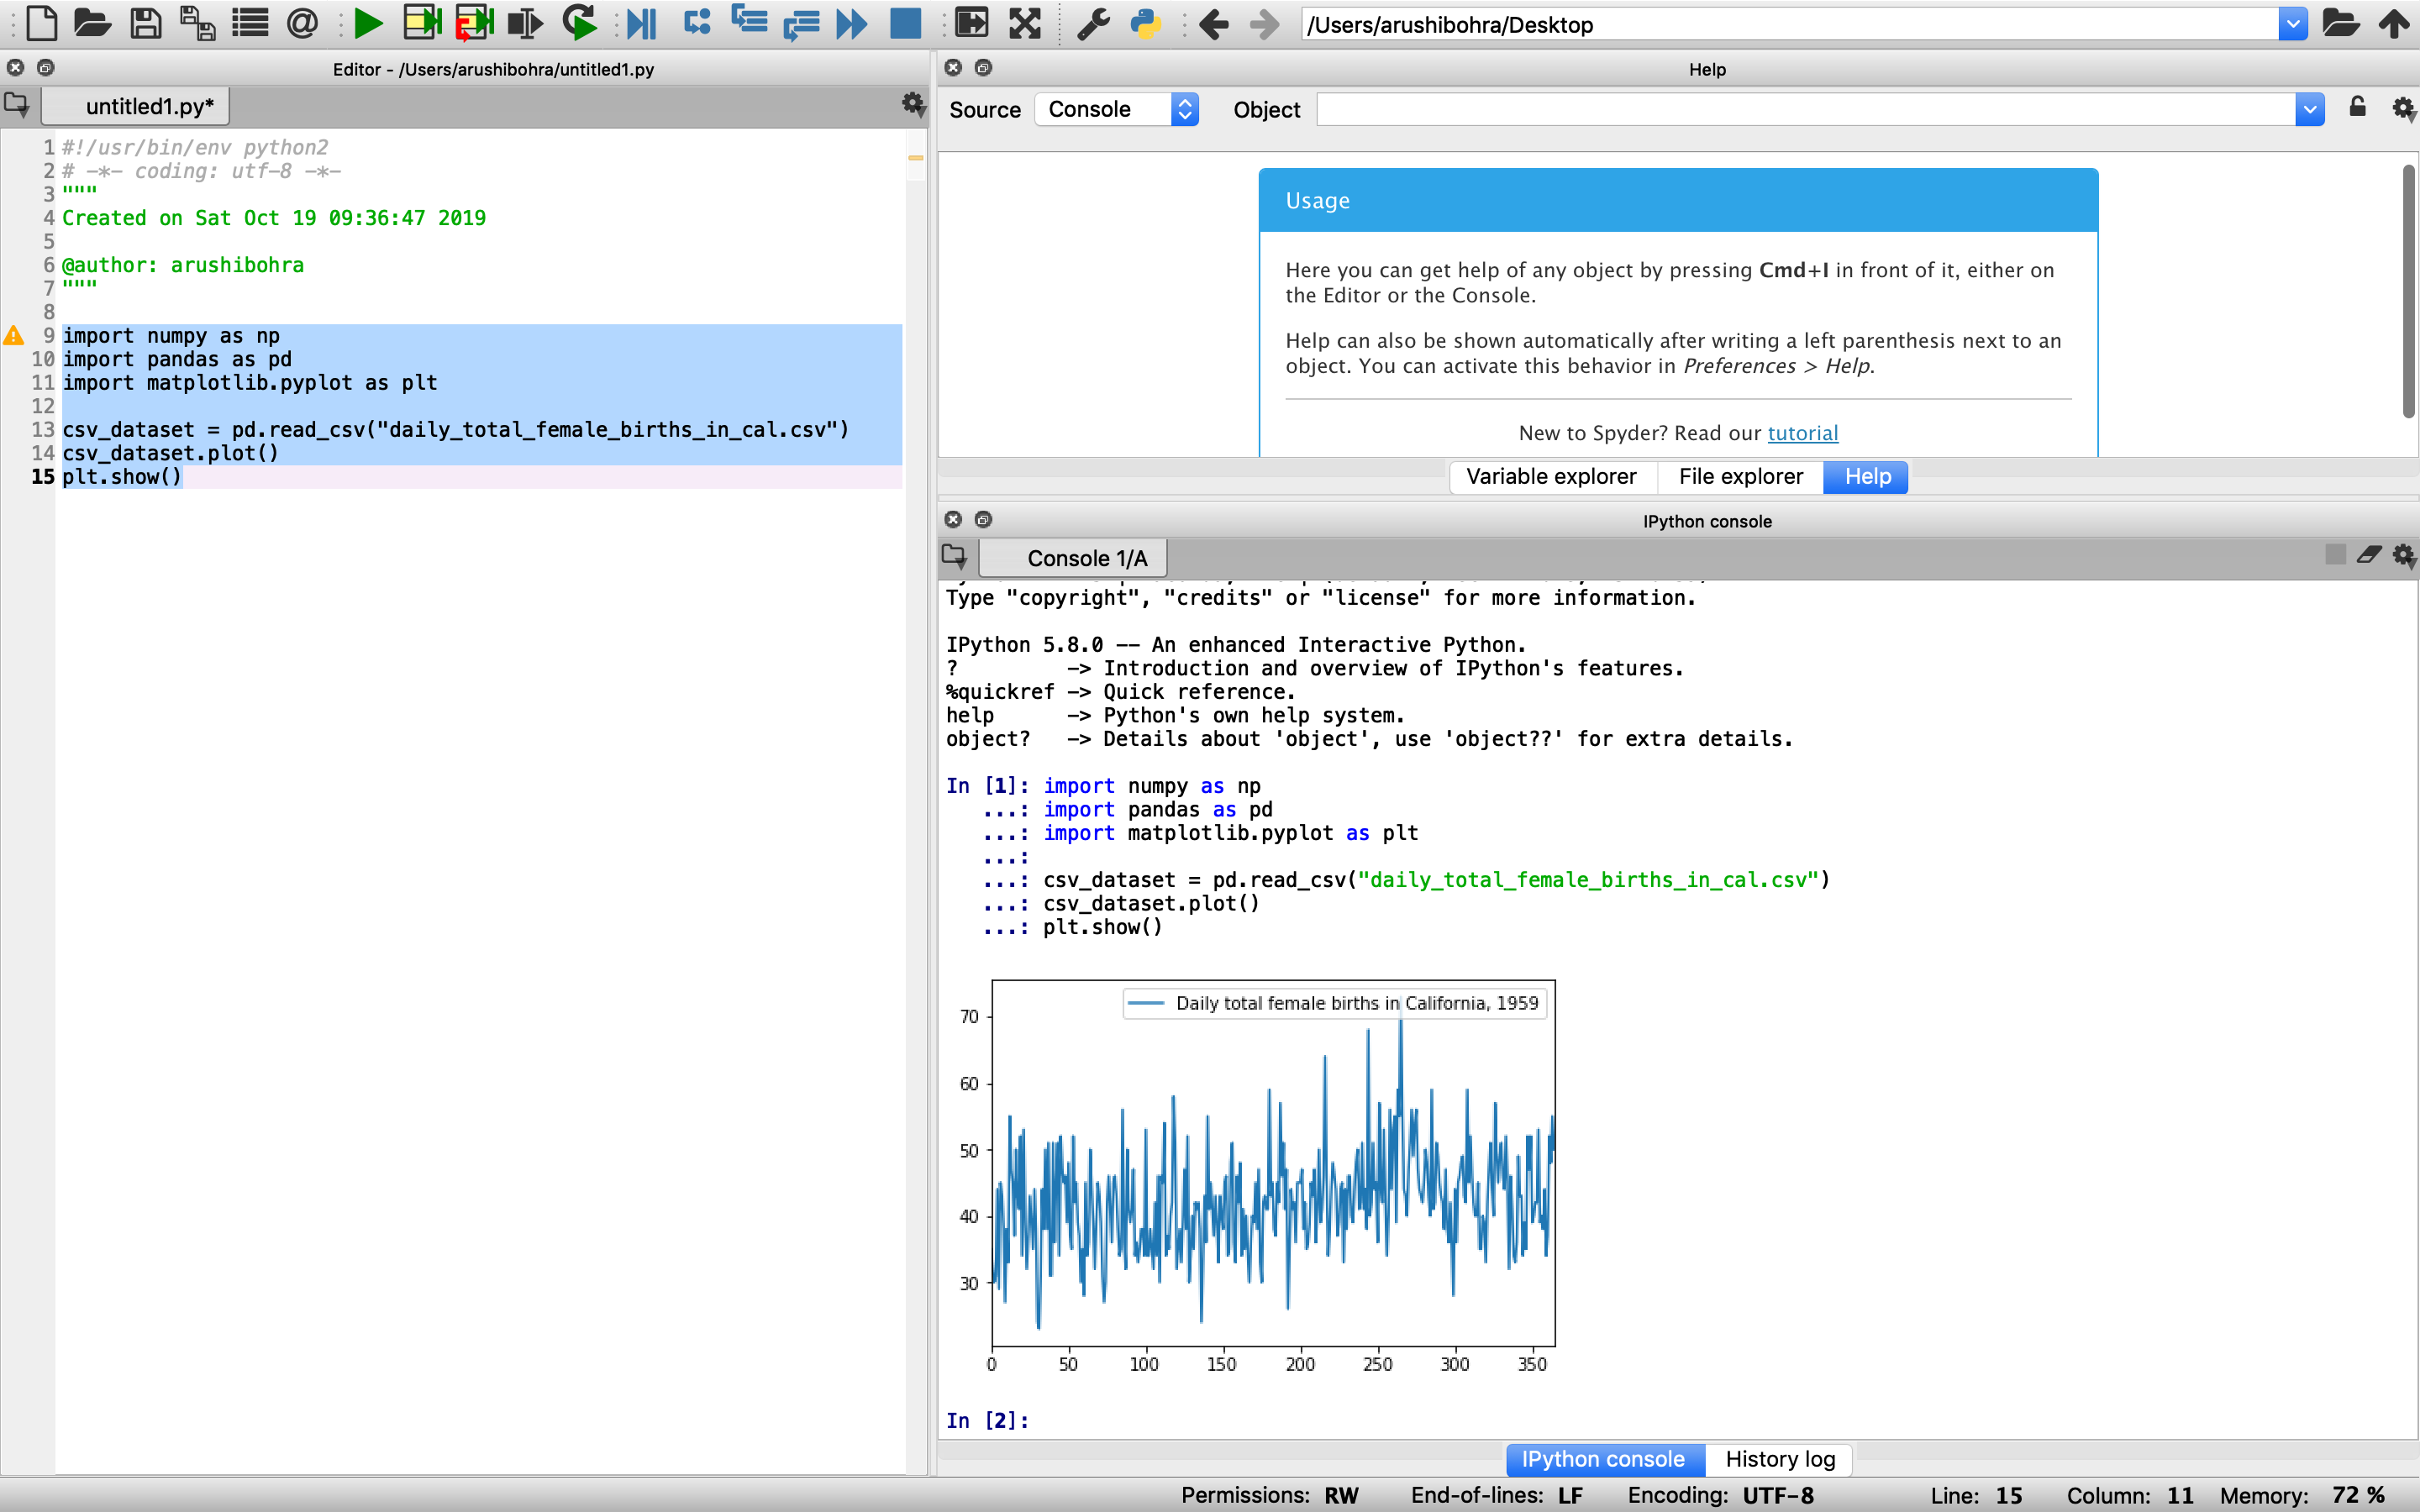 /Users/arushibohra/Desktop
Editor - /Users/arushibohra/untitled1.py
untitled1.py*
1 #!/usr/bin/env python2
2 # -*- coding: utf-8 -*-
3 """
4 Created on Sat Oct 19 09:36:47 2019
5
6 @author: arushibohra
7 """
8
9 import numpy as np
10 import pandas as pd
11 import matplotlib.pyplot as plt
12
13 csv_dataset = pd.read_csv("daily_total_female_births_in_cal.csv")
14 csv_dataset.plot()
15 plt.show()
Help
Source Console Object
Usage
Here you can get help of any object by pressing Cmd+I in front of it, either on
the Editor or the Console.
Help can also be shown automatically after writing a left parenthesis next to an
object. You can activate this behavior in Preferences > Help.
New to Spyder? Read our tutorial
Variable explorer File explorer Help
IPython console
Console 1/A
Type "copyright", "credits" or "license" for more information.
IPython 5.8.0 -- An enhanced Interactive Python.
? -> Introduction and overview of IPython's features.
%quickref -> Quick reference.
help -> Python's own help system.
object? -> Details about 'object', use 'object??' for extra details.
In [1]: import numpy as np
...: import pandas as pd
...: import matplotlib.pyplot as plt
...:
...: csv_dataset = pd.read_csv("daily_total_female_births_in_cal.csv")
...: csv_dataset.plot()
...: plt.show()
Daily total female births in California, 1959
70
60
50
40
30
0 50 100 150 200 250 300 350
In [2]:
IPython console History log
Permissions: RW End-of-lines: LF Encoding: UTF-8 Line: 15 Column: 11 Memory: 72 %